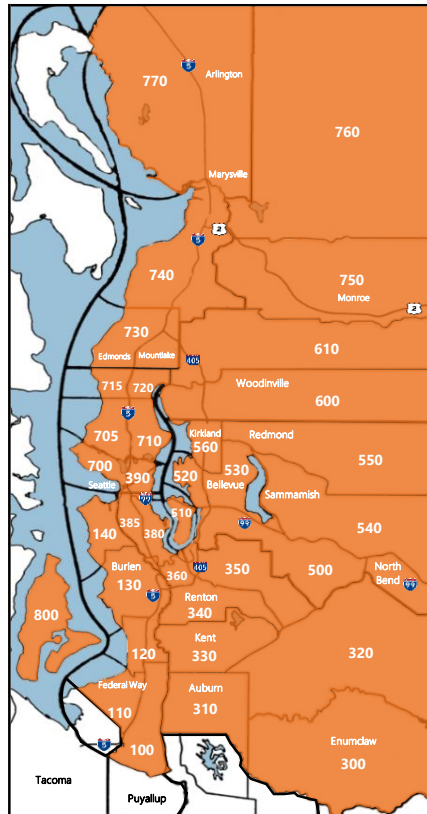 5
770
Arlington
760
Marysville
5
2
740
750
Monroe
2
730
Edmonds
Mountlake
610
405
715
720
Woodinville
600
5
705
710
Kirkland
560
Redmond
700
550
390
520
530
Seattle
Bellevue
Sammamish
90
510
140
385
380
90
540
Burien
130
360
405
350
500
North
Bend
90
5
Renton
340
800
Kent
330
120
320
Federal Way
110
Auburn
310
5
100
Enumclaw
300
Tacoma
Puyallup